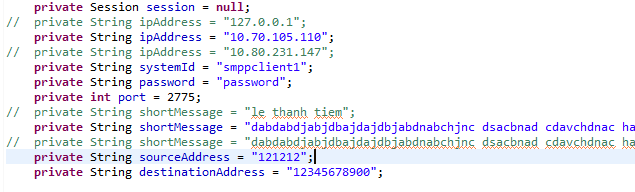 private Session session = null;
// private String ipAddress = "127.0.0.1";
private String ipAddress = "10.70.105.110";
// private String ipAddress = "10.80.231.147";
private String systemId = "smppclient1";
private String password = "password";
private int port = 2775;
// private String shortMessage = "le thanh tiem";
private String shortMessage = "dabdabdjabjdbajdajdbjabdnabchjnc dsacbnad cdavchdnac ha
// private String shortMessage = "dabdabdjabjdbajdajdbjabdnabchjnc dsacbnad cdavchdnac ha
private String sourceAddress = "121212";
private String destinationAddress = "12345678900";